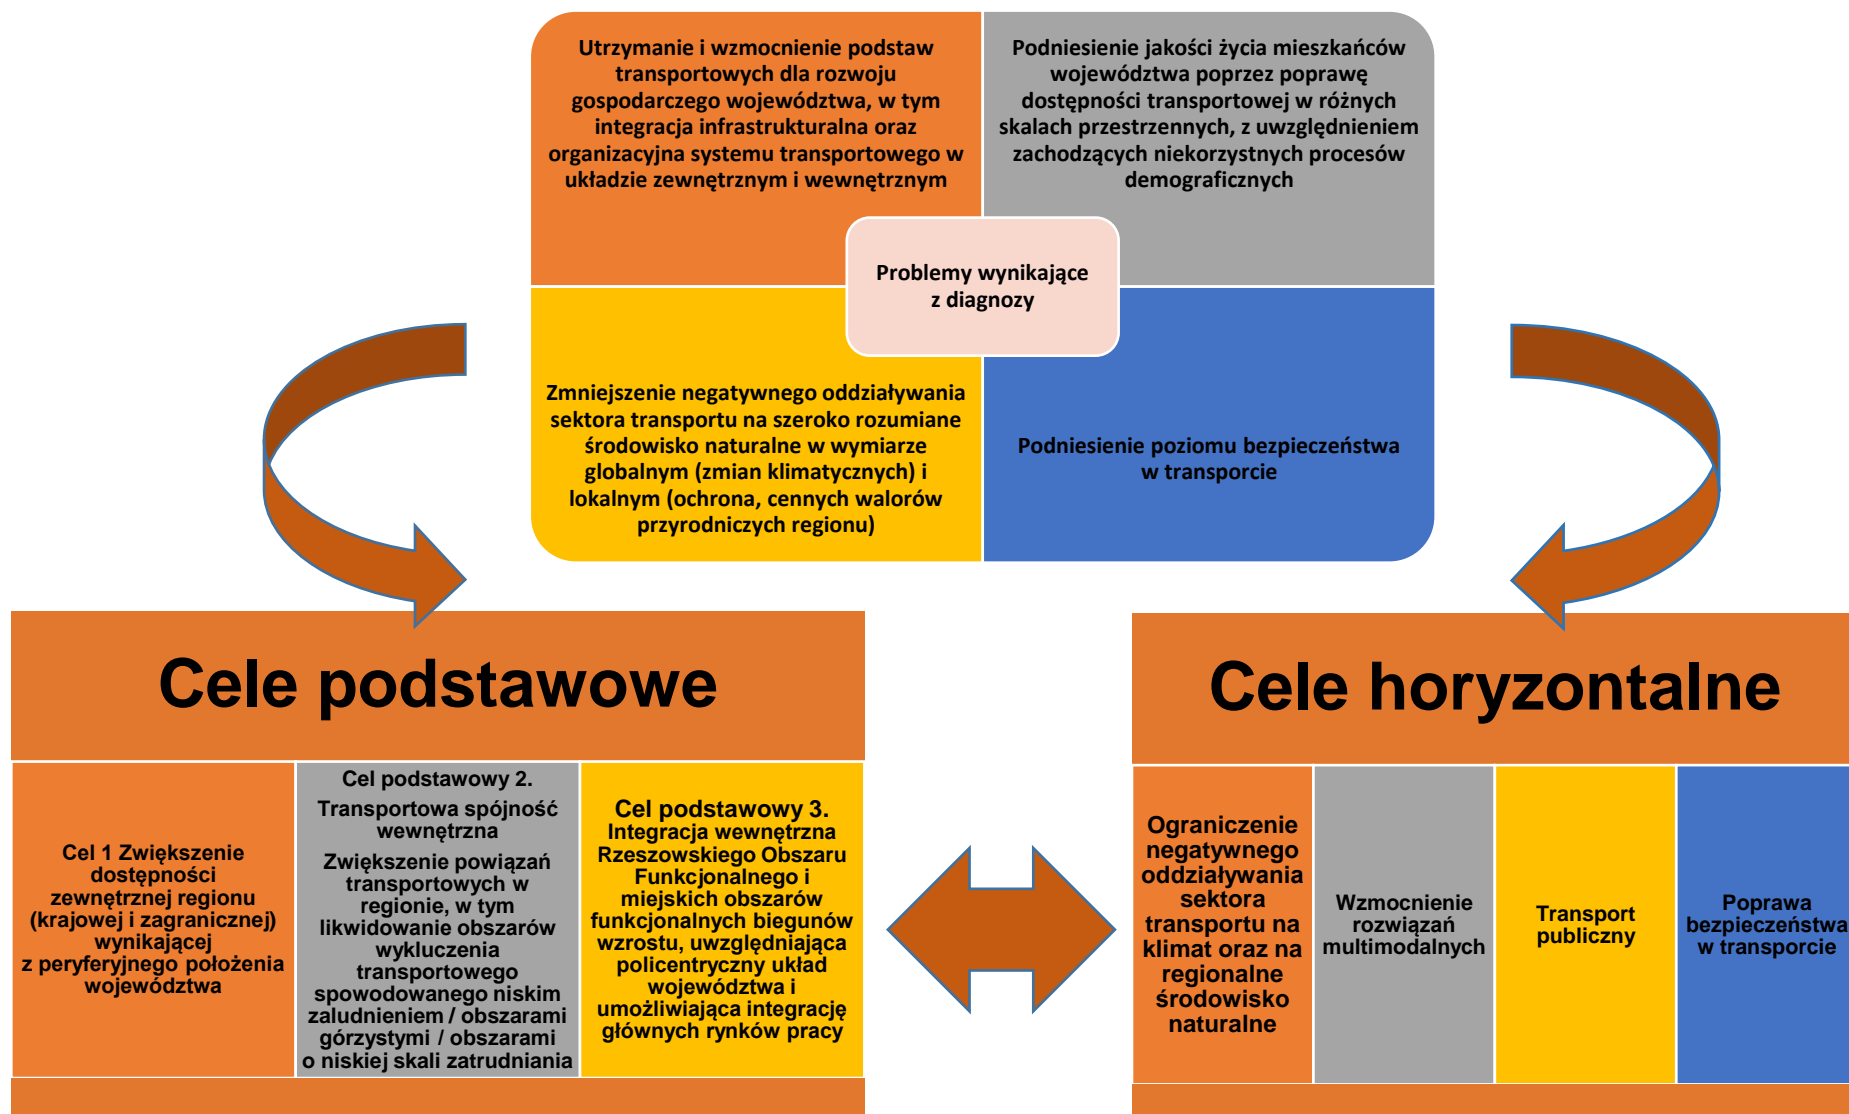 Utrzymanie i wzmocnienie podstaw
transportowych dla rozwoju
gospodarczego województwa, w tym
integracja infrastrukturalna oraz
organizacyjna systemu transportowego w
układzie zewnętrznym i wewnętrznym
Podniesienie jakości życia mieszkańców
województwa poprzez poprawę
dostępności transportowej w różnych
skalach przestrzennych, z uwzględnieniem
zachodzących niekorzystnych procesów
demograficznych
Problemy wynikające
z diagnozy
Zmniejszenie negatywnego oddziaływania
sektora transportu na szeroko rozumiane
środowisko naturalne w wymiarze
globalnym (zmian klimatycznych) i
lokalnym (ochrona, cennych walorów
przyrodniczych regionu)
Podniesienie poziomu bezpieczeństwa
w transporcie
Cele podstawowe
Cel 1 Zwiększenie
dostępności
zewnętrznej regionu
(krajowej i zagranicznej)
wynikającej
z peryferyjnego położenia
województwa
Cel podstawowy 2.
Transportowa spójność
wewnętrzna
Zwiększenie powiązań
transportowych w
regionie, w tym
likwidowanie obszarów
wykluczenia
transportowego
spowodowanego niskim
zaludnieniem / obszarami
górzystymi / obszarami
o niskiej skali zatrudniania
Cel podstawowy 3.
Integracja wewnętrzna
Rzeszowskiego Obszaru
Funkcjonalnego i
miejskich obszarów
funkcjonalnych biegunów
wzrostu, uwzględniająca
policentryczny układ
województwa i
umożliwiająca integrację
głównych rynków pracy
Cele horyzontalne
Ograniczenie
negatywnego
oddziaływania
sektora
transportu na
klimat oraz na
regionalne
środowisko
naturalne
Wzmocnienie
rozwiązań
multimodalnych
Transport
publiczny
Poprawa
bezpieczeństwa
w transporcie